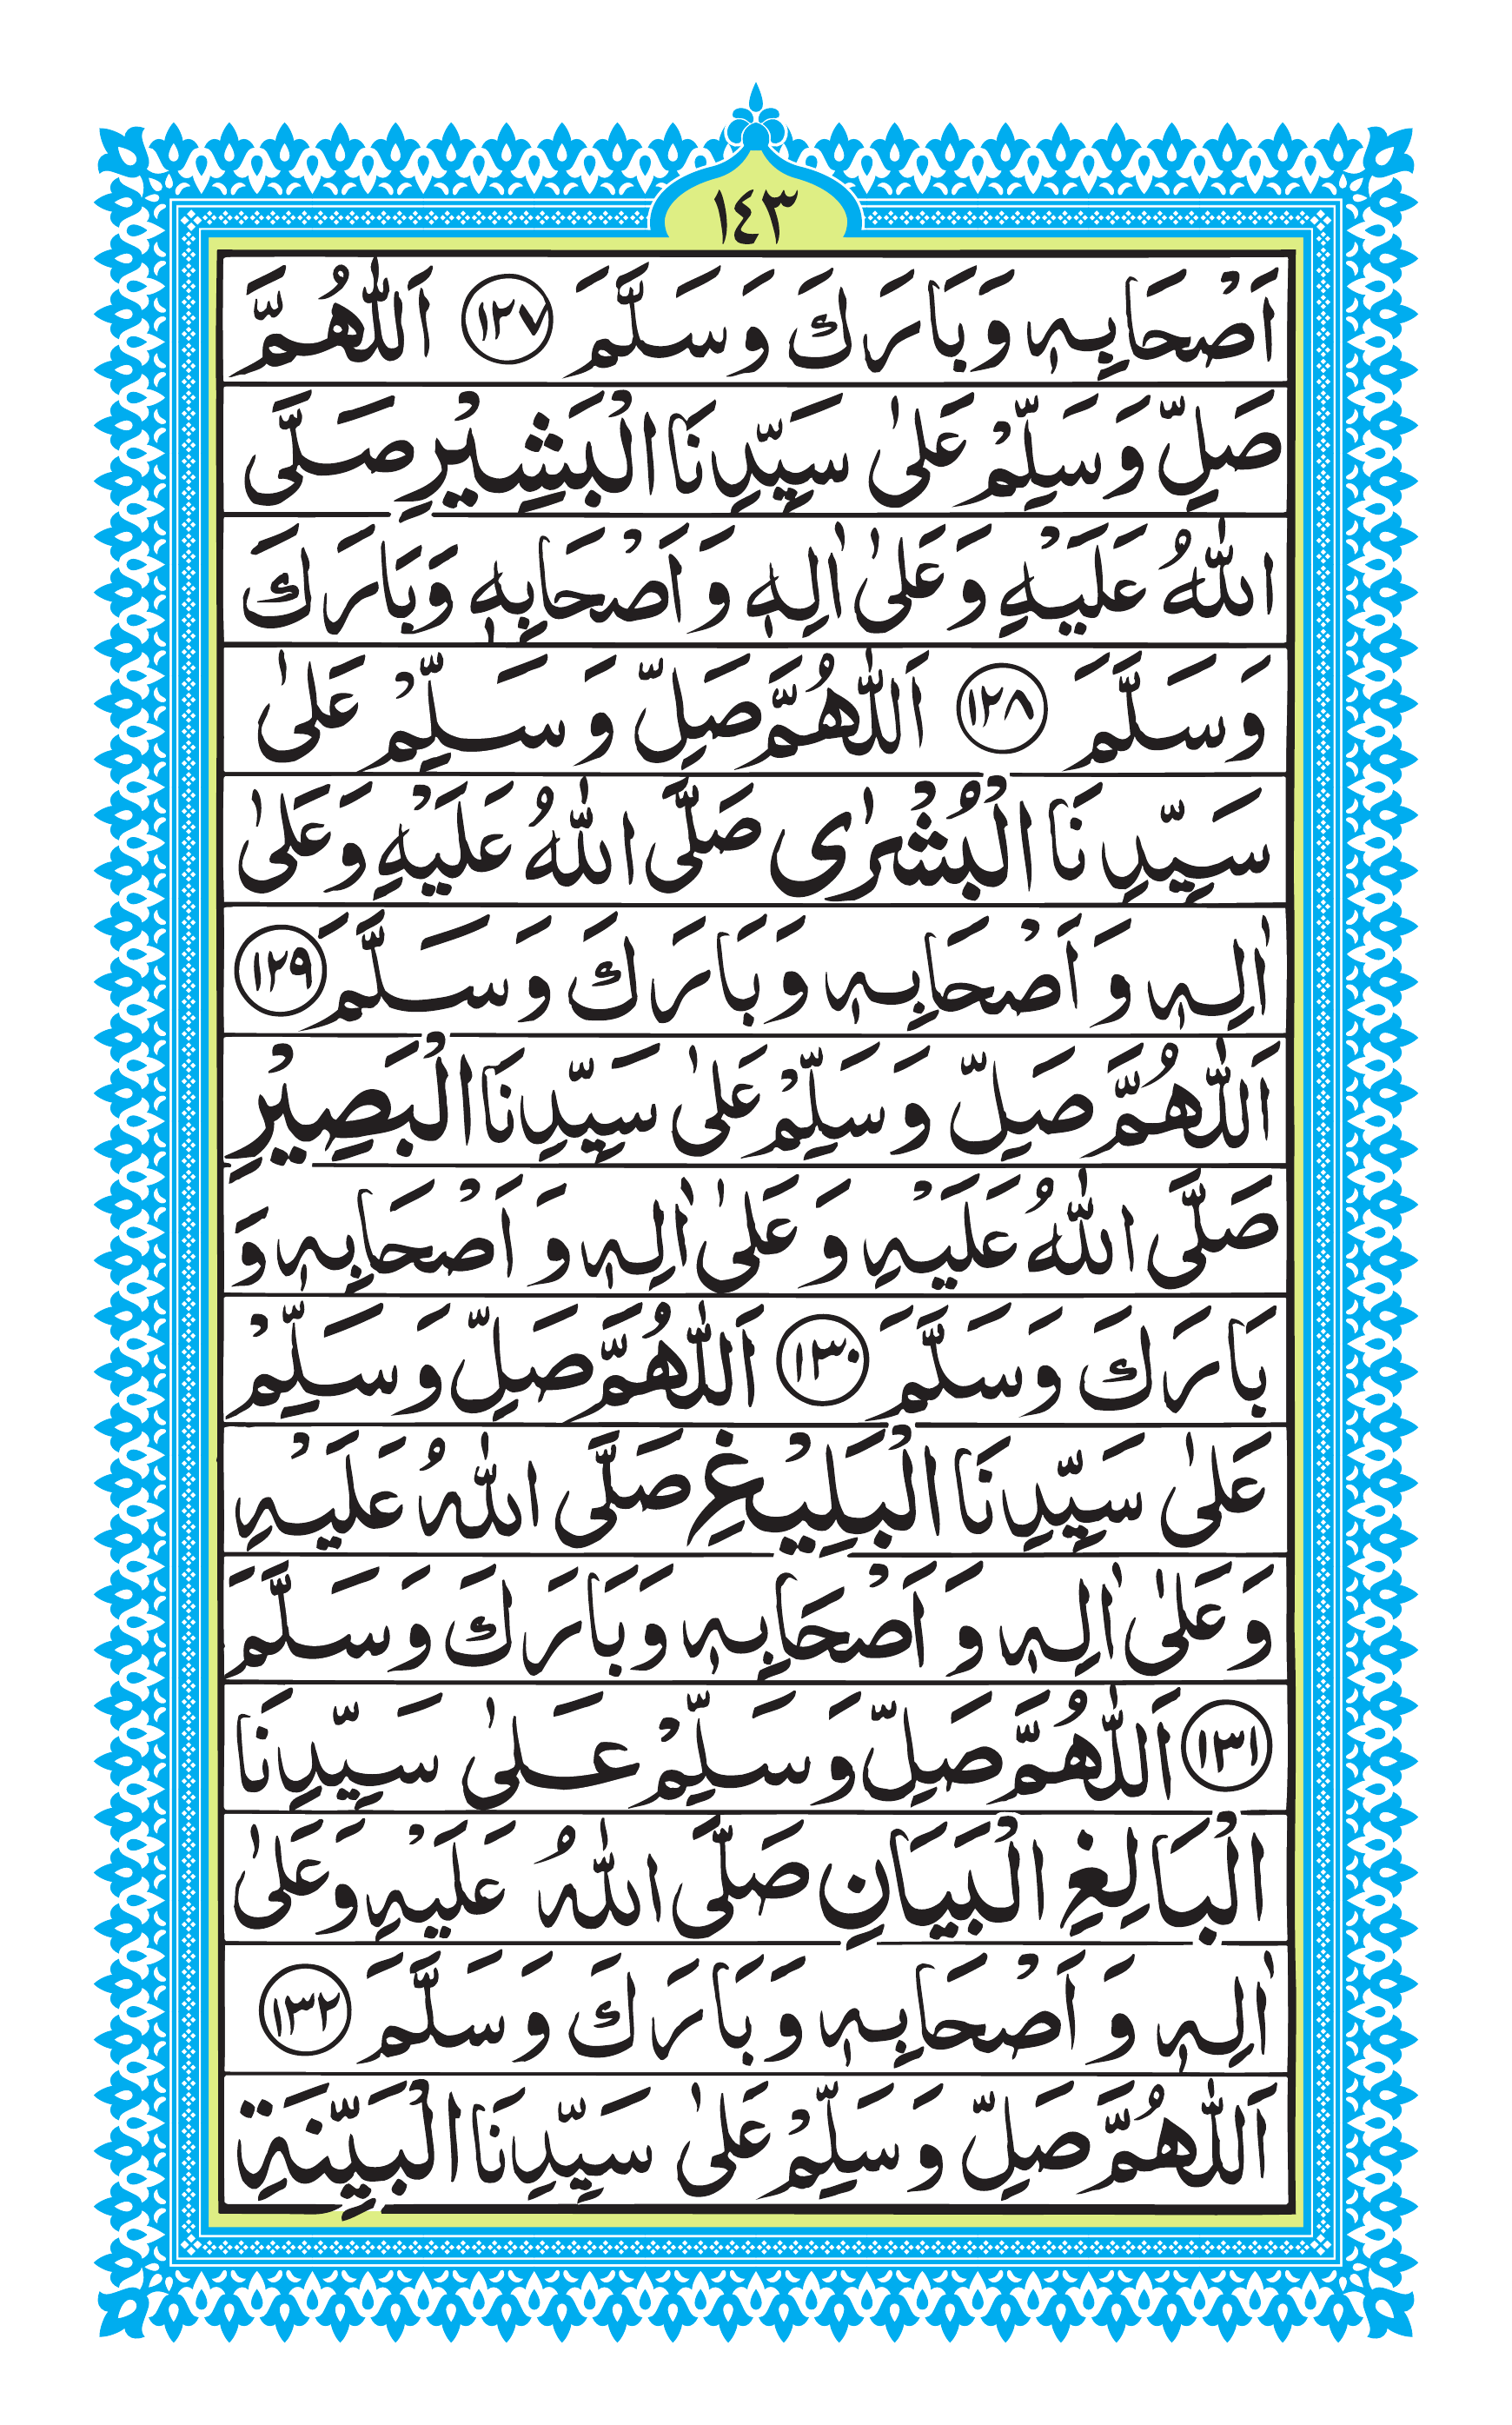 ١٤٣
اَصْحَابِهٖ وَبَارَكَ وَسَلَّمَ ١٢٧ اَللّٰهُمَّ
صَلِّ وَسَلِّمْ عَلٰى سَيِّدِنَا الْبَشِيْرِ صَلَّى
اللّٰهُ عَلَيْهِ وَعَلٰى اٰلِهٖ وَ اَصْحَابِهٖ وَبَارَكَ
وَسَلَّمَ ١٢٨ اَللّٰهُمَّ صَلِّ وَ سَلِّمْ عَلٰى
سَيِّدِنَا الْبُشْرٰى صَلَّى اللّٰهُ عَلَيْهِ وَعَلٰى
اٰلِهٖ وَ اَصْحَابِهٖ وَبَارَكَ وَسَلَّمَ ١٢٩
اَللّٰهُمَّ صَلِّ وَسَلِّمْ عَلٰى سَيِّدِنَا الْبَصِيْرِ
صَلَّى اللّٰهُ عَلَيْهِ وَ عَلٰى اٰلِهٖ وَ اَصْحَابِهٖ وَ
بَارَكَ وَسَلَّمَ ١٣٠ اَللّٰهُمَّ صَلِّ وَ سَلِّمْ
عَلٰى سَيِّدِنَا الْبَلِيْغِ صَلَّى اللّٰهُ عَلَيْهِ
وَعَلٰى اٰلِهٖ وَ اَصْحَابِهٖ وَبَارَكَ وَسَلَّمَ
١٣١ اَللّٰهُمَّ صَلِّ وَسَلِّمْ عَلٰى سَيِّدِنَا
الْبَالِغِ الْبَيَانِ صَلَّى اللّٰهُ عَلَيْهِ وَعَلٰى
اٰلِهٖ وَ اَصْحَابِهٖ وَبَارَكَ وَسَلَّمَ ١٣٢
اَللّٰهُمَّ صَلِّ وَسَلِّمْ عَلٰى سَيِّدِنَا الْبَيِّنَةِ